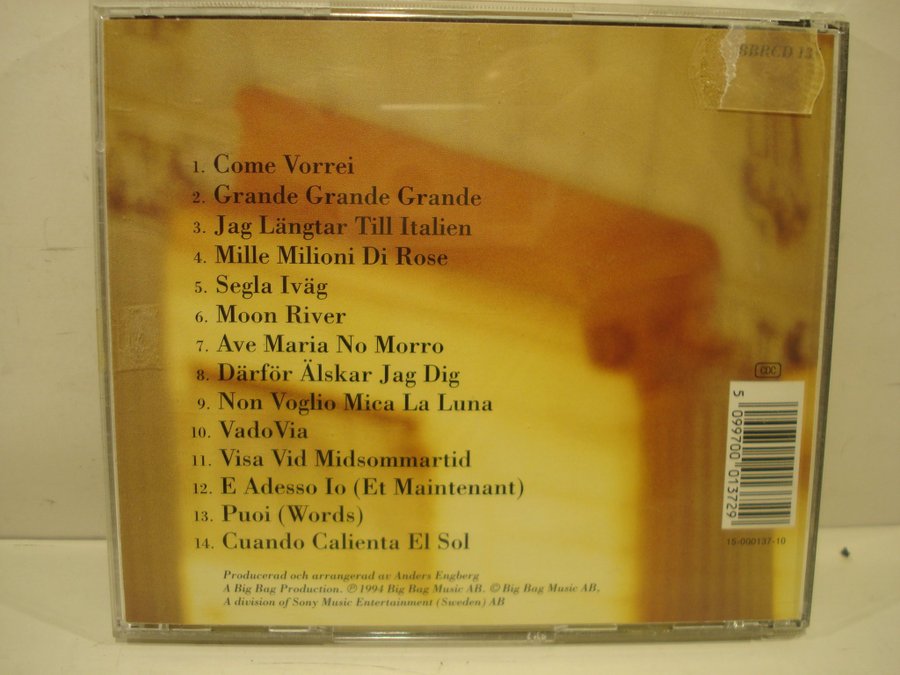 BBRCD 13
1. Come Vorrei
2. Grande Grande Grande
3. Jag Längtar Till Italien
4. Mille Milioni Di Rose
5. Segla Iväg
6. Moon River
7. Ave Maria No Morro
8. Därför Älskar Jag Dig
9. Non Voglio Mica La Luna
10. VadoVia
11. Visa Vid Midsommartid
12. E Adesso Io (Et Maintenant)
13. Puoi (Words)
14. Cuando Calienta El Sol
CDC
5 099700 013729
15-000137-10
Producerad och arrangerad av Anders Engberg
A Big Bag Production. ℗ 1994 Big Bag Music AB. © Big Bag Music AB,
A division of Sony Music Entertainment (Sweden) AB